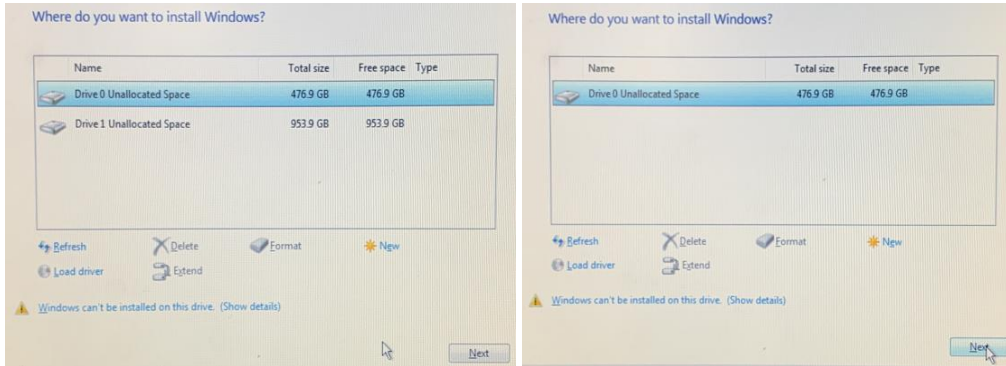 Where do you want to install Windows?
Name Total size Free space Type
Drive 0 Unallocated Space 476.9 GB 476.9 GB
Drive 1 Unallocated Space 953.9 GB 953.9 GB
Refresh Delete Format New
Load driver Extend
Windows can't be installed on this drive. (Show details)
Next
Where do you want to install Windows?
Name Total size Free space Type
Drive 0 Unallocated Space 476.9 GB 476.9 GB
Refresh Delete Format New
Load driver Extend
Windows can't be installed on this drive. (Show details)
Next